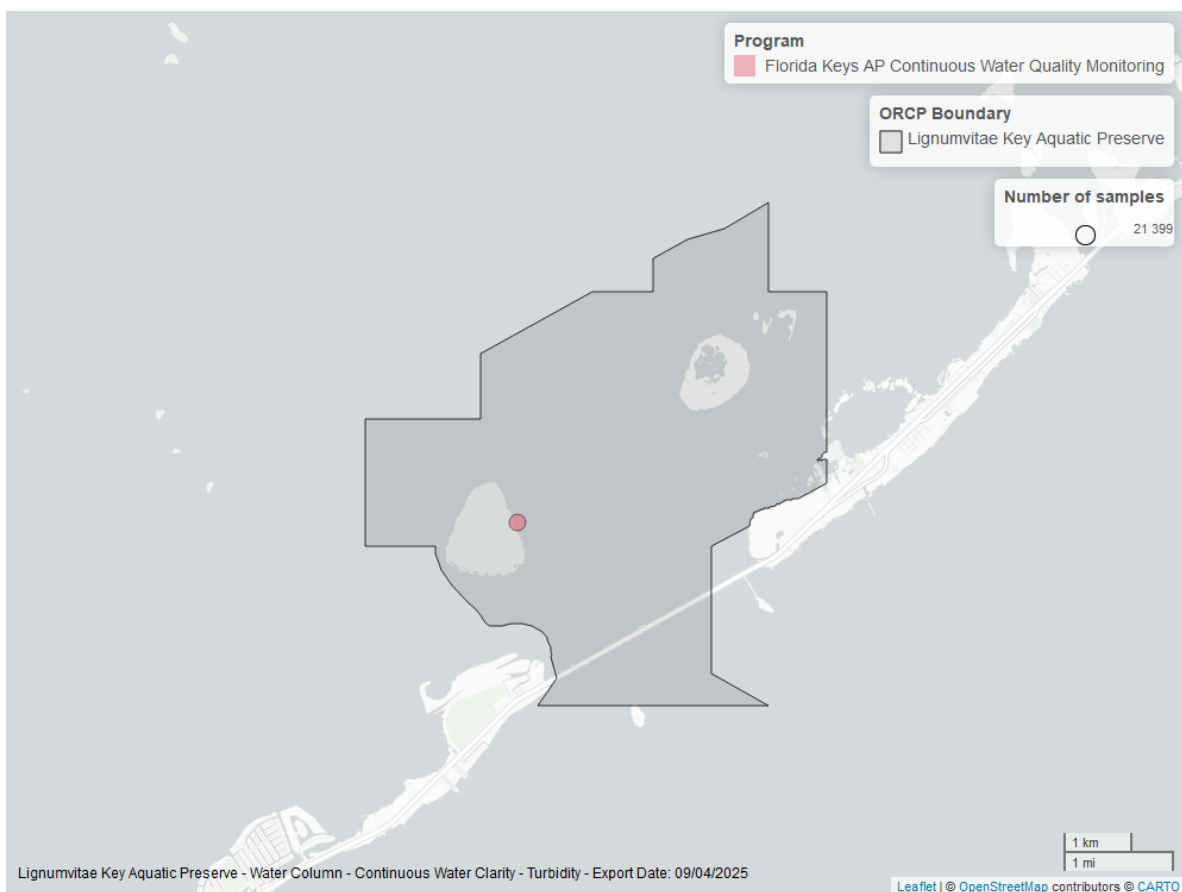 Program
Florida Keys AP Continuous Water Quality Monitoring
ORCP Boundary
Lignumvitae Key Aquatic Preserve
Number of samples
21 399
1 km
1 mi
Lignumvitae Key Aquatic Preserve - Water Column - Continuous Water Clarity - Turbidity - Export Date: 09/04/2025
Leaflet | © OpenStreetMap contributors © CARTO